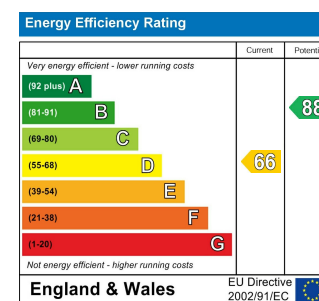 Energy Efficiency Rating
Current Potenti
Very energy efficient - lower running costs
(92 plus) A
(81-91) B
88
(69-80) C
(55-68) D
66
(39-54) E
(21-38) F
(1-20) G
Not energy efficient - higher running costs
England & Wales
EU Directive
2002/91/EC